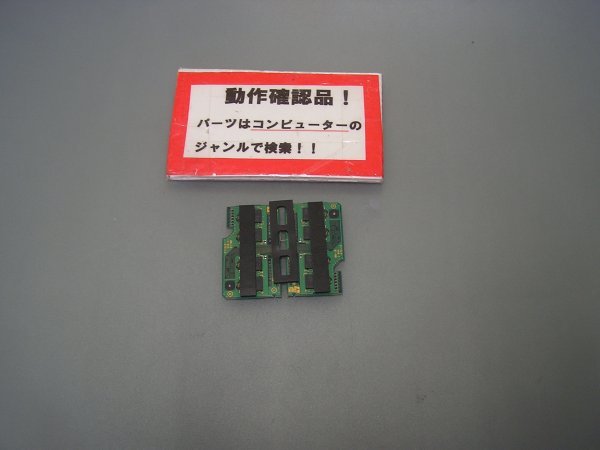 動作確認品！
パーツはコンピューターの
ジャンルで検索！！